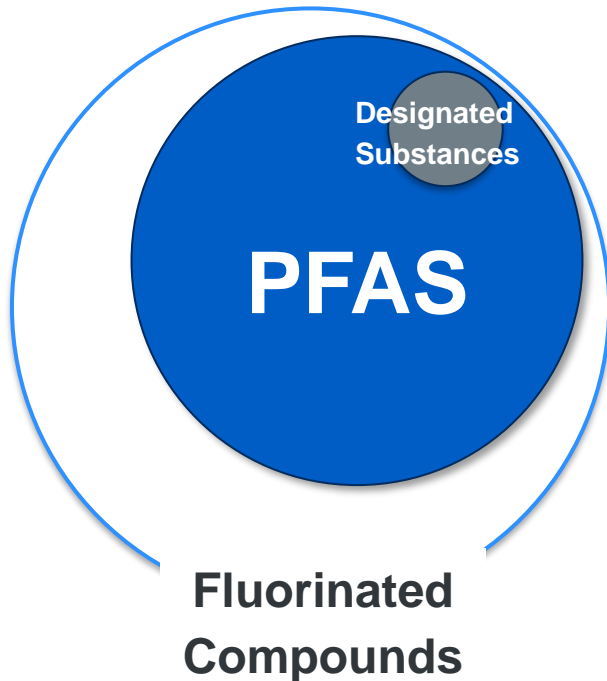 Designated
Substances
PFAS
Fluorinated
Compounds